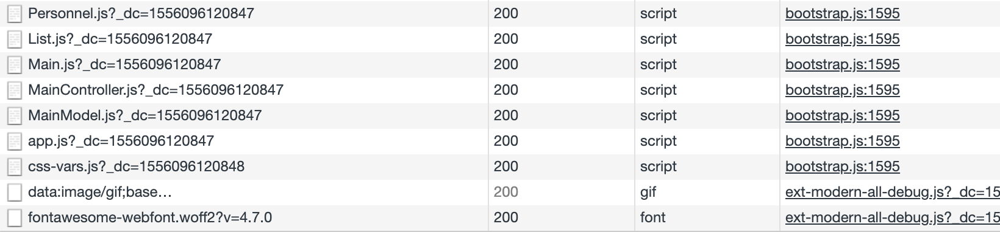 Personnel.js?_dc=1556096120847 200 script bootstrap.js:1595
List.js?_dc=1556096120847 200 script bootstrap.js:1595
Main.js?_dc=1556096120847 200 script bootstrap.js:1595
MainController.js?_dc=1556096120847 200 script bootstrap.js:1595
MainModel.js?_dc=1556096120847 200 script bootstrap.js:1595
app.js?_dc=1556096120847 200 script bootstrap.js:1595
css-vars.js?_dc=1556096120848 200 script bootstrap.js:1595
data:image/gif;base… 200 gif ext-modern-all-debug.js?_dc=15
fontawesome-webfont.woff2?v=4.7.0 200 font ext-modern-all-debug.js?_dc=15